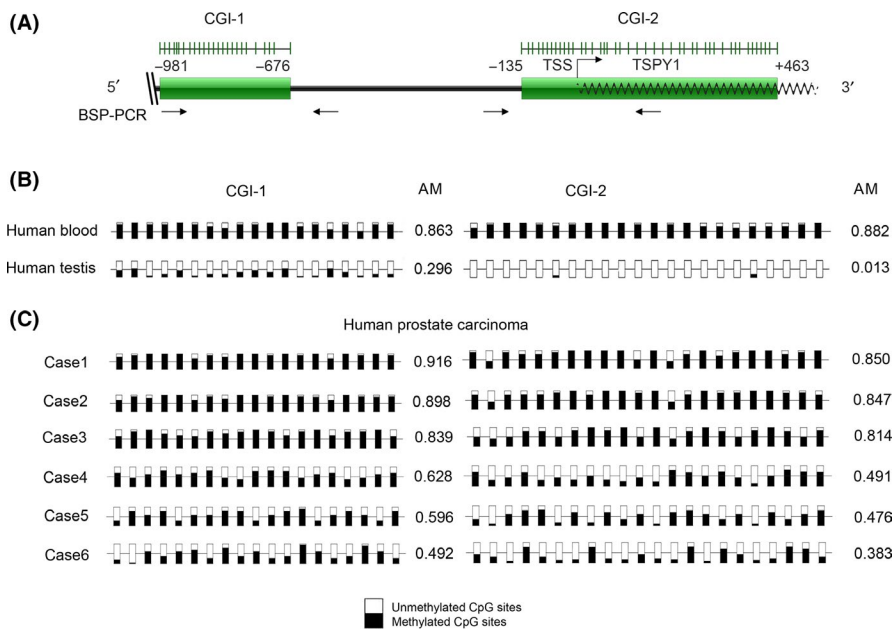 (A)
CGI-1 CGI-2
−981 −676 −135 TSS TSPY1 +463
5′ 3′
BSP-PCR
(B)
CGI-1 AM CGI-2 AM
Human blood 0.863 0.882
Human testis 0.296 0.013
(C)
Human prostate carcinoma
Case1 0.916 0.850
Case2 0.898 0.847
Case3 0.839 0.814
Case4 0.628 0.491
Case5 0.596 0.476
Case6 0.492 0.383
Unmethylated CpG sites
Methylated CpG sites